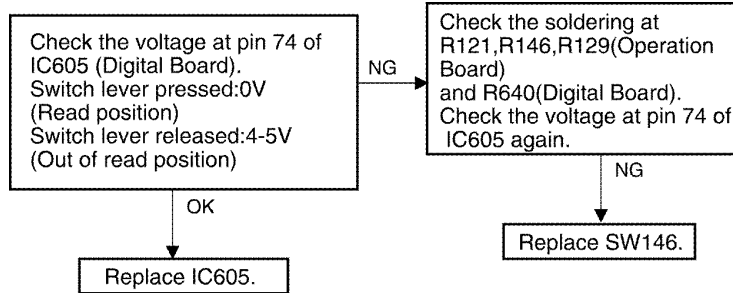 Check the voltage at pin 74 of
IC605 (Digital Board).
Switch lever pressed:0V
(Read position)
Switch lever released:4-5V
(Out of read position)
NG
Check the soldering at
R121,R146,R129(Operation
Board)
and R640(Digital Board).
Check the voltage at pin 74 of
IC605 again.
OK
NG
Replace IC605.
Replace SW146.